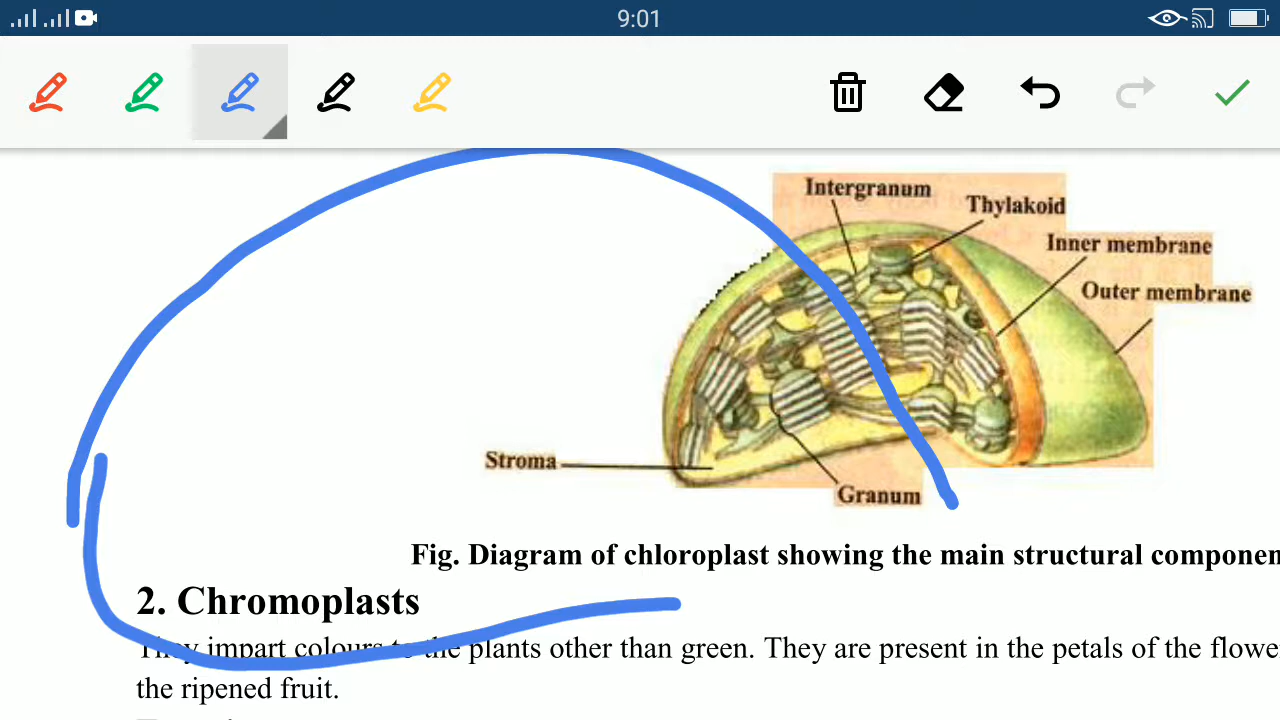 9:01
Intergranum
Thylakoid
Inner membrane
Outer membrane
Stroma
Granum
Fig. Diagram of chloroplast showing the main structural componen
2. Chromoplasts
They impart colours to the plants other than green. They are present in the petals of the flowe
the ripened fruit.